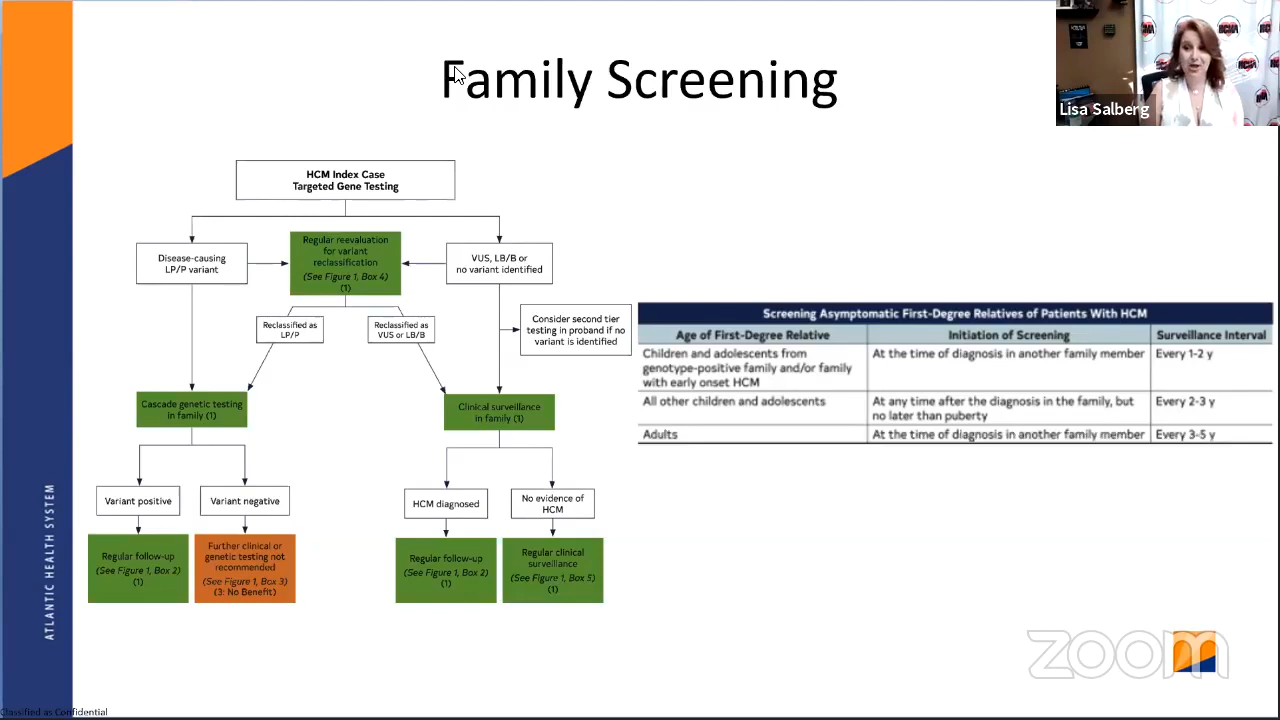 Family Screening
Lisa Salberg
HCMA
HCM Index Case
Targeted Gene Testing
Disease-causing
LP/P variant
Regular reevaluation
for variant
reclassification
(See Figure 1, Box 4)
(1)
VUS, LB/B or
no variant identified
Reclassified as
LP/P
Reclassified as
VUS or LB/B
Consider second tier
testing in proband if no
variant is identified
Cascade genetic testing
in family (1)
Clinical surveillance
in family (1)
Variant positive
Variant negative
HCM diagnosed
No evidence of
HCM
Regular follow-up
(See Figure 1, Box 2)
(1)
Further clinical or
genetic testing not
recommended
(See Figure 1, Box 3)
(3: No Benefit)
Regular follow-up
(See Figure 1, Box 2)
(1)
Regular clinical
surveillance
(See Figure 1, Box 5)
(1)
Screening Asymptomatic First-Degree Relatives of Patients With HCM
Age of First-Degree Relative Initiation of Screening Surveillance Interval
Children and adolescents from At the time of diagnosis in another family member Every 1-2 y
genotype-positive family and/or family
with early onset HCM
All other children and adolescents At any time after the diagnosis in the family, but Every 2-3 y
no later than puberty
Adults At the time of diagnosis in another family member Every 3-5 y
ATLANTIC HEALTH SYSTEM
zoom
Classified as Confidential